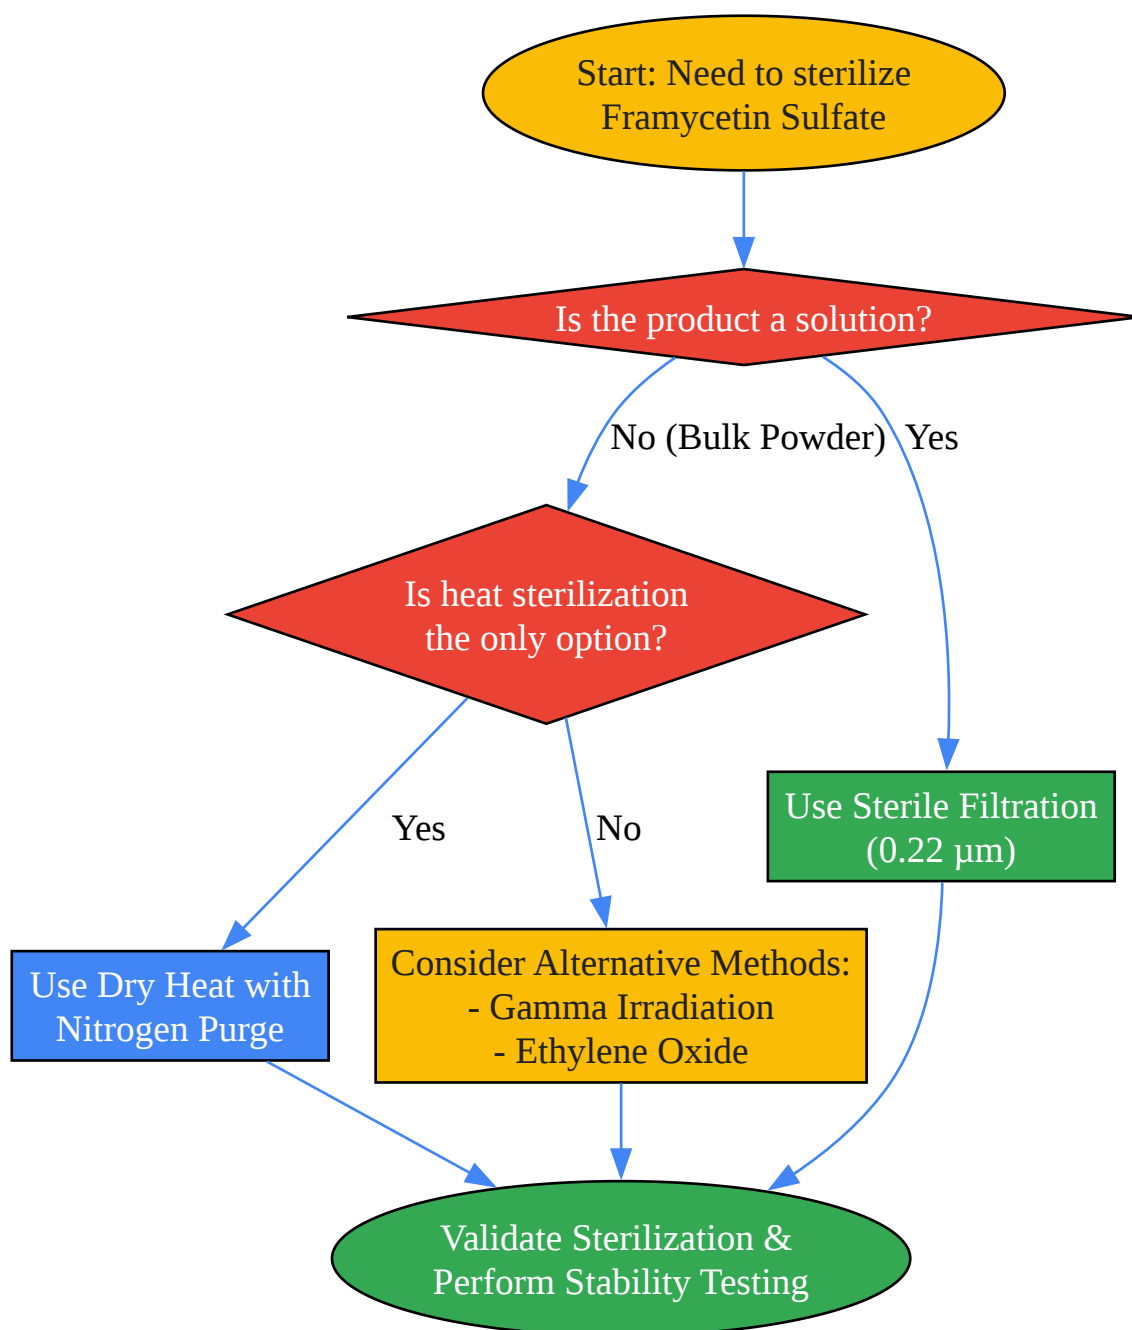 Start: Need to sterilize
Framycetin Sulfate
Is the product a solution?
No (Bulk Powder)
Yes
Is heat sterilization
the only option?
Use Sterile Filtration
(0.22 µm)
Yes
No
Use Dry Heat with
Nitrogen Purge
Consider Alternative Methods:
- Gamma Irradiation
- Ethylene Oxide
Validate Sterilization &
Perform Stability Testing